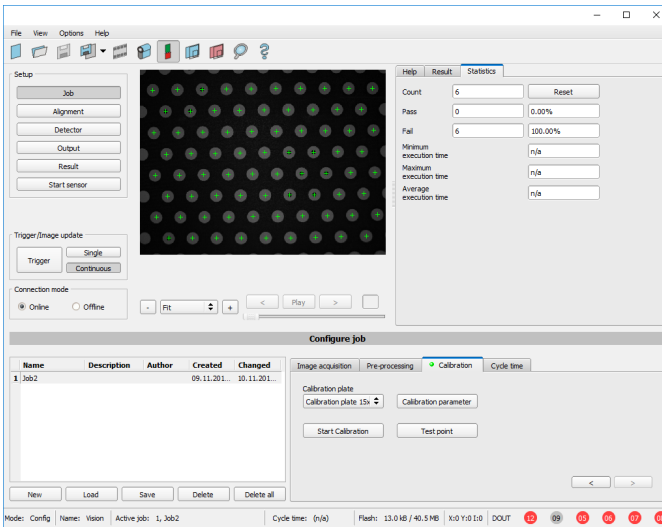 File View Options Help
Setup
Job
Alignment
Detector
Output
Result
Start sensor
Trigger/Image update
Trigger
Single
Continuous
Connection mode
Online Offline
- Fit + < Play >
Help Result Statistics
Count 6 Reset
Pass 0 0.00%
Fail 6 100.00%
Minimum
execution time n/a
Maximum
execution time n/a
Average
execution time n/a
Configure job
Name Description Author Created Changed
1 Job2 09.11.201... 10.11.201...
New Load Save Delete Delete all
Image acquisition Pre-processing Calibration Cycle time
Calibration plate
Calibration plate 15x Calibration parameter
Start Calibration Test point
< >
Mode: Config Name: Vision Active job: 1, Job2 Cycle time: (n/a) Flash: 13.0 kB / 40.5 MB X:0 Y:0 I:0 DOUT 12 09 05 06 07